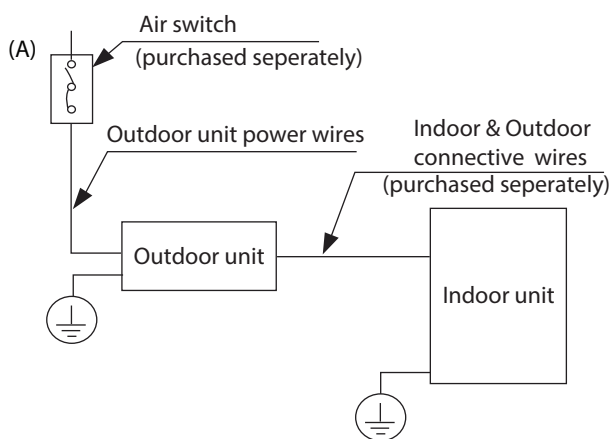 (A)
Air switch
(purchased seperately)
Outdoor unit power wires
Indoor & Outdoor
connective wires
(purchased seperately)
Outdoor unit
Indoor unit